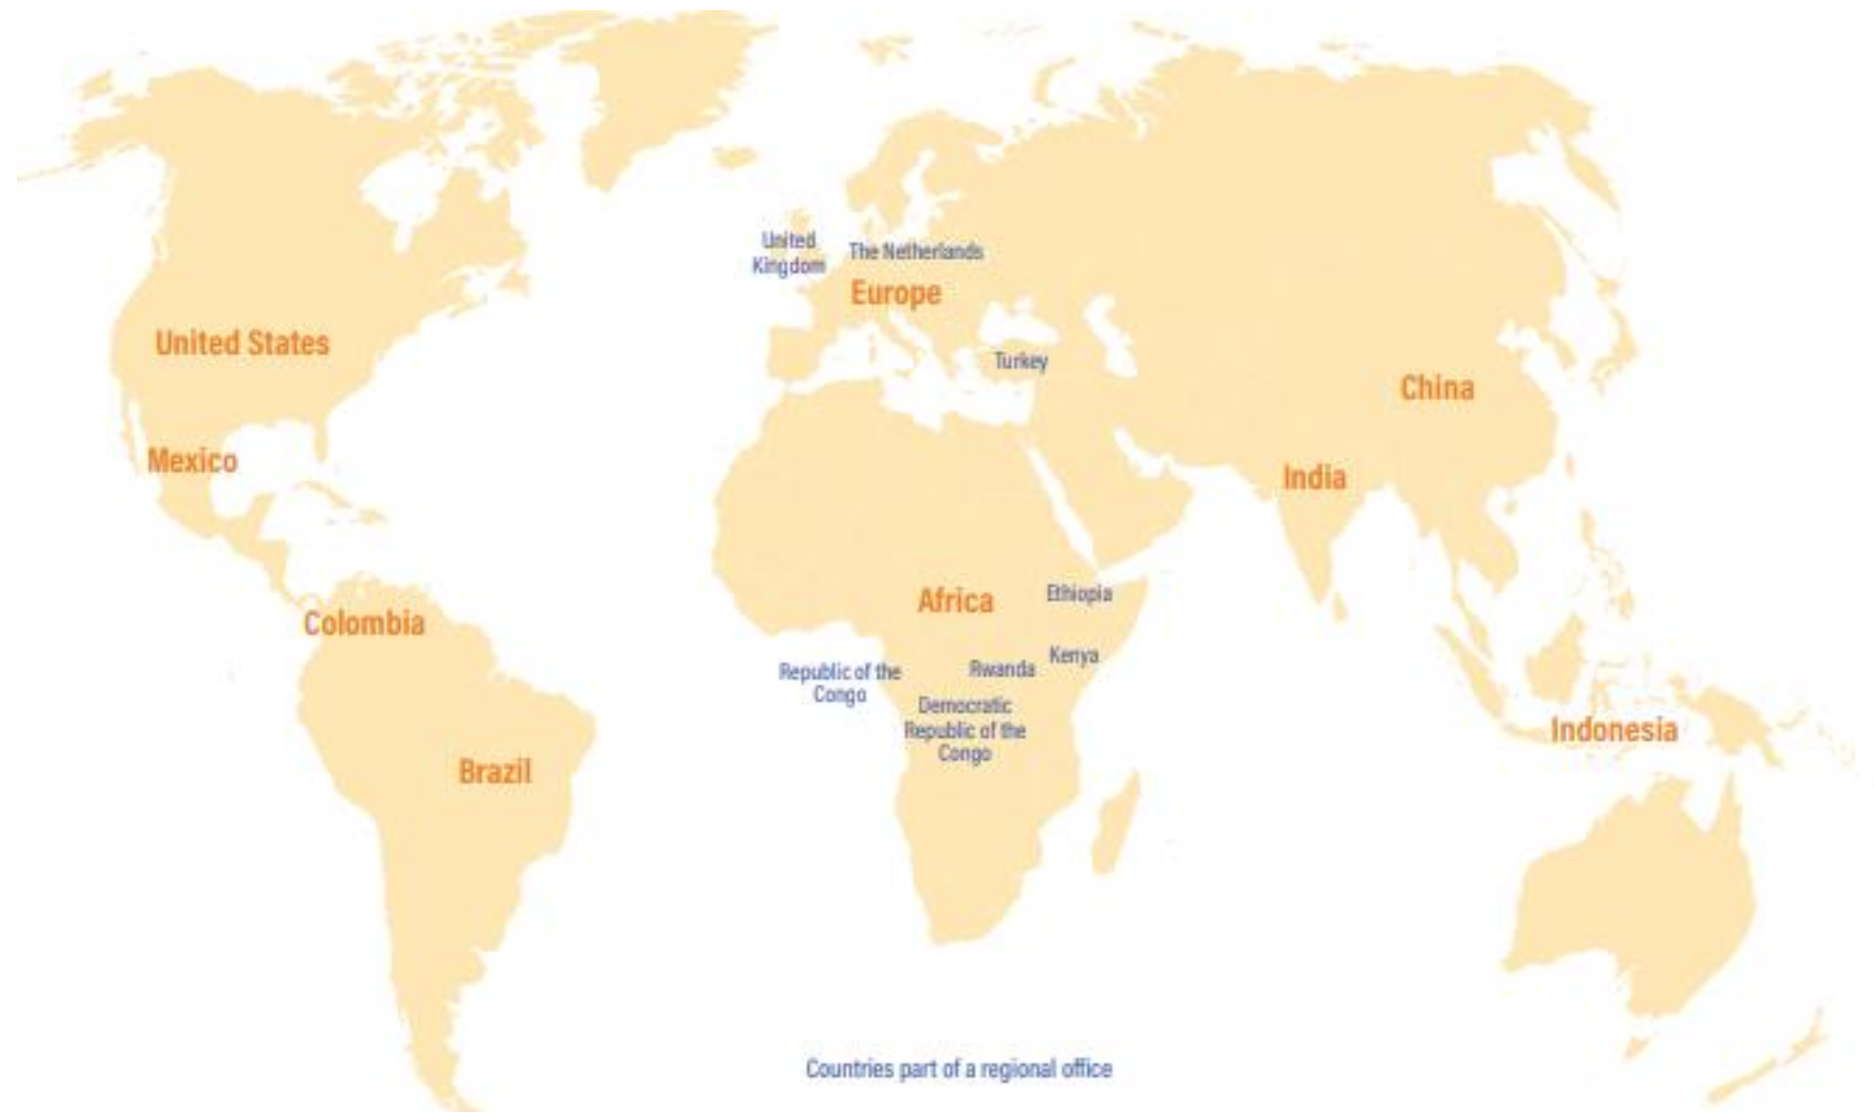 United
Kingdom
The Netherlands
Europe
United States
Turkey
China
Mexico
India
Africa
Ethiopia
Colombia
Kenya
Republic of the
Congo
Rwanda
Democratic
Republic of the
Congo
Indonesia
Brazil
Countries part of a regional office